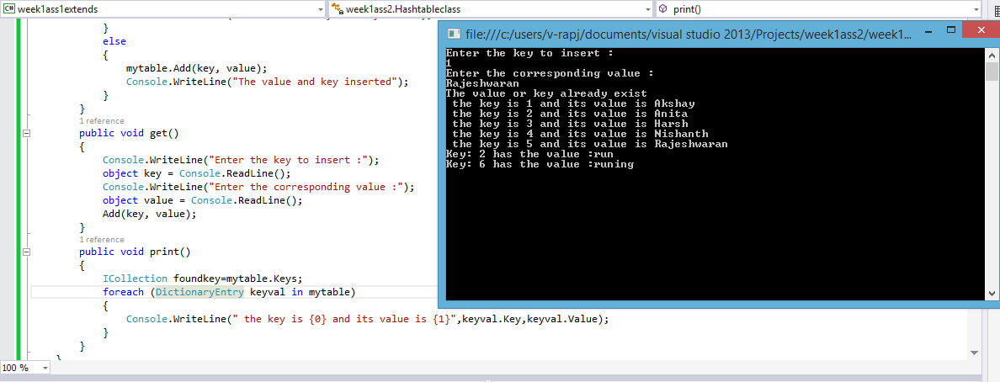 C# week1ass1extends
week1ass2.Hashtableclass
print()
}
else
{
mytable.Add(key, value);
Console.WriteLine("The value and key inserted");
}
}
1 reference
public void get()
{
Console.WriteLine("Enter the key to insert :");
object key = Console.ReadLine();
Console.WriteLine("Enter the corresponding value :");
object value = Console.ReadLine();
Add(key, value);
}
1 reference
public void print()
{
ICollection foundkey=mytable.Keys;
foreach (DictionaryEntry keyval in mytable)
{
Console.WriteLine(" the key is {0} and its value is {1}",keyval.Key,keyval.Value);
}
}
}
100 %
file:///c:/users/v-rapj/documents/visual studio 2013/Projects/week1ass2/week1...
Enter the key to insert :
1
Enter the corresponding value :
Rajeshwaran
The value or key already exist
the key is 1 and its value is Akshay
the key is 2 and its value is Anita
the key is 3 and its value is Harsh
the key is 4 and its value is Nishanth
the key is 5 and its value is Rajeshwaran
Key: 2 has the value :run
Key: 6 has the value :runing